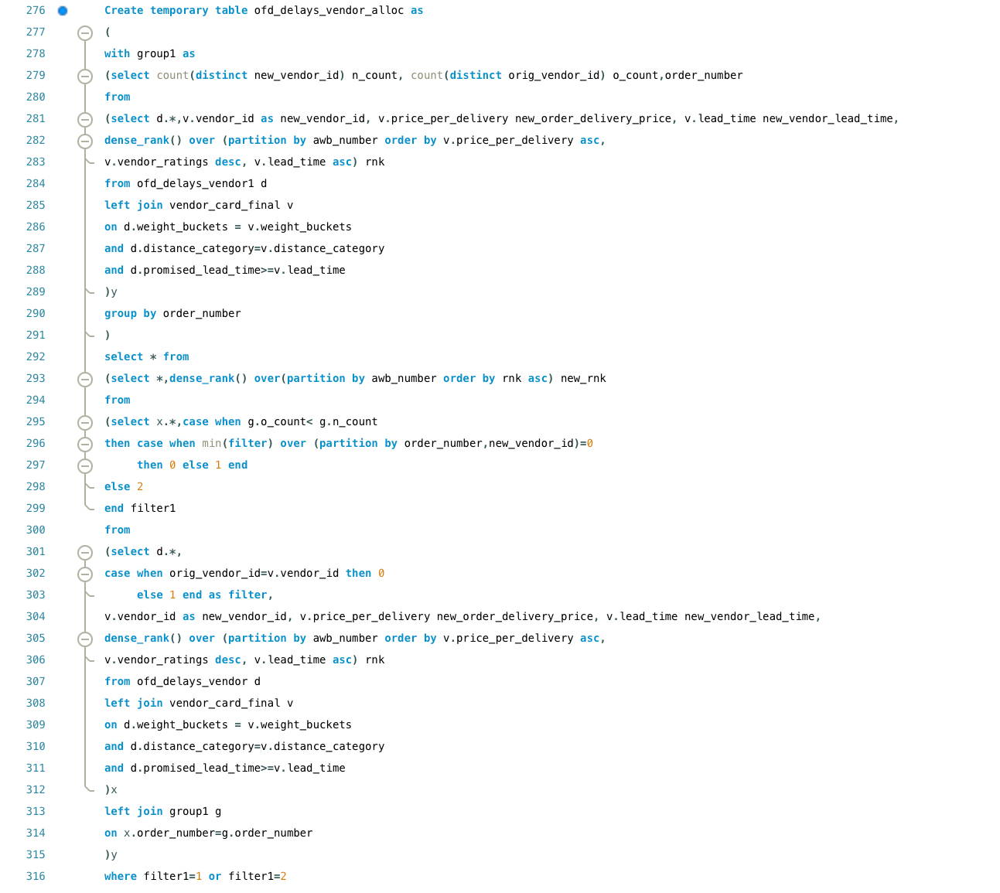 276 Create temporary table ofd_delays_vendor_alloc as
277 (
278 with group1 as
279 (select count(distinct new_vendor_id) n_count, count(distinct orig_vendor_id) o_count,order_number
280 from
281 (select d.*,v.vendor_id as new_vendor_id, v.price_per_delivery new_order_delivery_price, v.lead_time new_vendor_lead_time,
282 dense_rank() over (partition by awb_number order by v.price_per_delivery asc,
283 v.vendor_ratings desc, v.lead_time asc) rnk
284 from ofd_delays_vendor1 d
285 left join vendor_card_final v
286 on d.weight_buckets = v.weight_buckets
287 and d.distance_category=v.distance_category
288 and d.promised_lead_time>=v.lead_time
289 )y
290 group by order_number
291 )
292 select * from
293 (select *,dense_rank() over(partition by awb_number order by rnk asc) new_rnk
294 from
295 (select x.*,case when g.o_count< g.n_count
296 then case when min(filter) over (partition by order_number,new_vendor_id)=0
297 then 0 else 1 end
298 else 2
299 end filter1
300 from
301 (select d.*,
302 case when orig_vendor_id=v.vendor_id then 0
303 else 1 end as filter,
304 v.vendor_id as new_vendor_id, v.price_per_delivery new_order_delivery_price, v.lead_time new_vendor_lead_time,
305 dense_rank() over (partition by awb_number order by v.price_per_delivery asc,
306 v.vendor_ratings desc, v.lead_time asc) rnk
307 from ofd_delays_vendor d
308 left join vendor_card_final v
309 on d.weight_buckets = v.weight_buckets
310 and d.distance_category=v.distance_category
311 and d.promised_lead_time>=v.lead_time
312 )x
313 left join group1 g
314 on x.order_number=g.order_number
315 )y
316 where filter1=1 or filter1=2